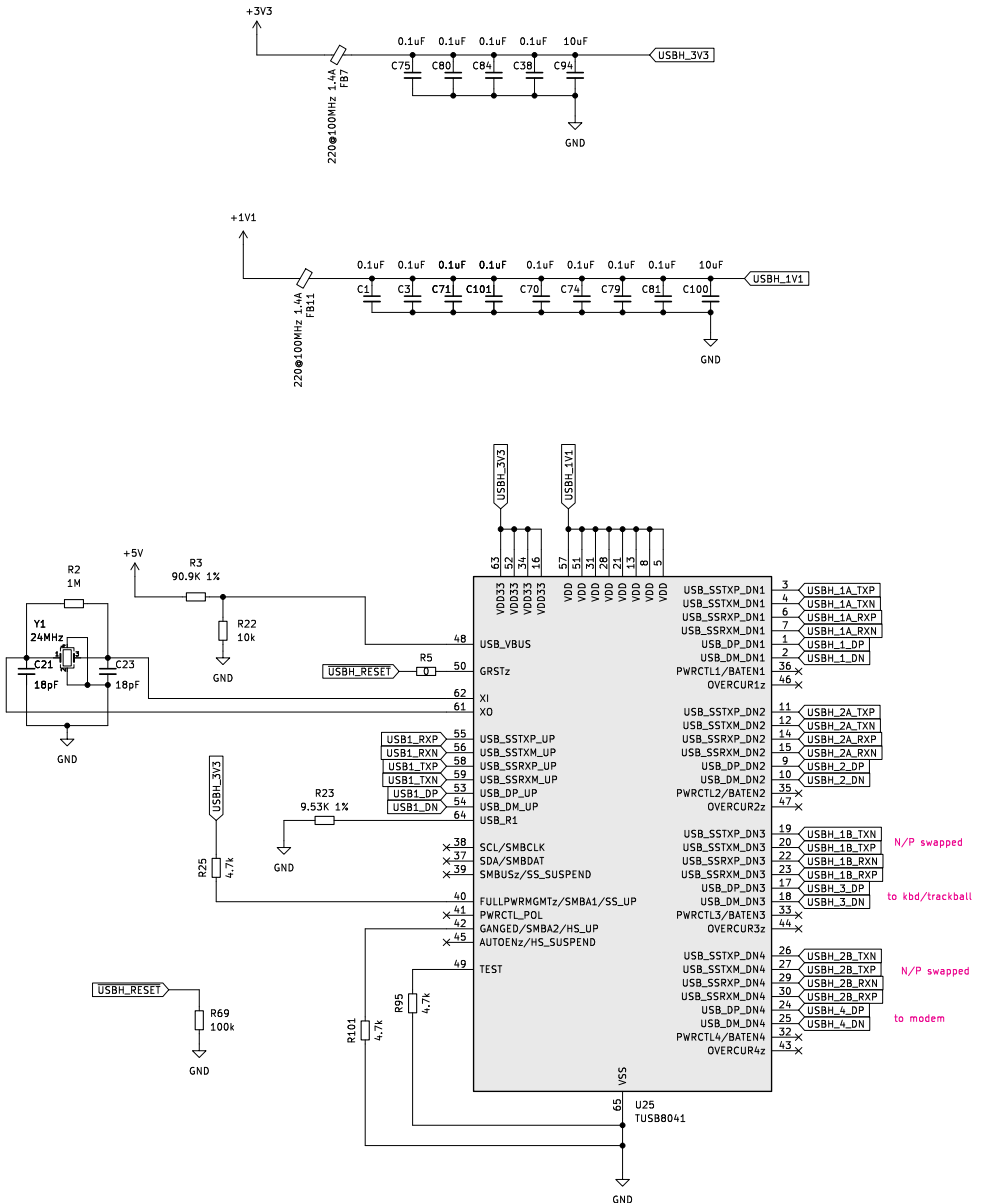 +3V3
0.1uF 0.1uF 0.1uF 0.1uF 10uF
USBH_3V3
C75 C80 C84 C38 C94
220@100MHz 1.4A
FB7
GND
+1V1
0.1uF 0.1uF 0.1uF 0.1uF 0.1uF 0.1uF 0.1uF 0.1uF 10uF
USBH_1V1
C1 C3 C71 C101 C70 C74 C79 C81 C100
220@100MHz 1.4A
FB11
GND
USBH_3V3
USBH_1V1
63 52 34 16
57 51 31 28 21 13 8 5
VDD33 VDD33 VDD33 VDD33
VDD VDD VDD VDD VDD VDD VDD VDD
+5V
R3
90.9K 1%
R2
1M
R22
10k
GND
Y1
24MHz
1 3
C21
18pF
C23
18pF
GND
48 USB_VBUS
USBH_RESET
R5
0
50 GRSTz
62 XI
61 XO
USB1_RXP 55 USB_SSTXP_UP
USB1_RXN 56 USB_SSTXM_UP
USB1_TXP 58 USB_SSRXP_UP
USB1_TXN 59 USB_SSRXM_UP
USB1_DP 53 USB_DP_UP
USB1_DN 54 USB_DM_UP
64 USB_R1
R23
9.53K 1%
GND
USBH_3V3
R25
4.7k
38 SCL/SMBCLK
37 SDA/SMBDAT
39 SMBUSz/SS_SUSPEND
40 FULLPWRMGMTz/SMBA1/SS_UP
41 PWRCTL_POL
42 GANGED/SMBA2/HS_UP
45 AUTOENz/HS_SUSPEND
49 TEST
R95
4.7k
R101
4.7k
USBH_RESET
R69
100k
GND
USB_SSTXP_DN1 3 USBH_1A_TXP
USB_SSTXM_DN1 4 USBH_1A_TXN
USB_SSRXP_DN1 6 USBH_1A_RXP
USB_SSRXM_DN1 7 USBH_1A_RXN
USB_DP_DN1 1 USBH_1_DP
USB_DM_DN1 2 USBH_1_DN
PWRCTL1/BATEN1 36
OVERCUR1z 46
USB_SSTXP_DN2 11 USBH_2A_TXP
USB_SSTXM_DN2 12 USBH_2A_TXN
USB_SSRXP_DN2 14 USBH_2A_RXP
USB_SSRXM_DN2 15 USBH_2A_RXN
USB_DP_DN2 9 USBH_2_DP
USB_DM_DN2 10 USBH_2_DN
PWRCTL2/BATEN2 35
OVERCUR2z 47
USB_SSTXP_DN3 19 USBH_1B_TXN
USB_SSTXM_DN3 20 USBH_1B_TXP
N/P swapped
USB_SSRXP_DN3 22 USBH_1B_RXN
USB_SSRXM_DN3 23 USBH_1B_RXP
USB_DP_DN3 17 USBH_3_DP
USB_DM_DN3 18 USBH_3_DN
to kbd/trackball
PWRCTL3/BATEN3 33
OVERCUR3z 44
USB_SSTXP_DN4 26 USBH_2B_TXN
USB_SSTXM_DN4 27 USBH_2B_TXP
N/P swapped
USB_SSRXP_DN4 29 USBH_2B_RXN
USB_SSRXM_DN4 30 USBH_2B_RXP
USB_DP_DN4 24 USBH_4_DP
USB_DM_DN4 25 USBH_4_DN
to modem
PWRCTL4/BATEN4 32
OVERCUR4z 43
VSS
65
U25
TUSB8041
GND